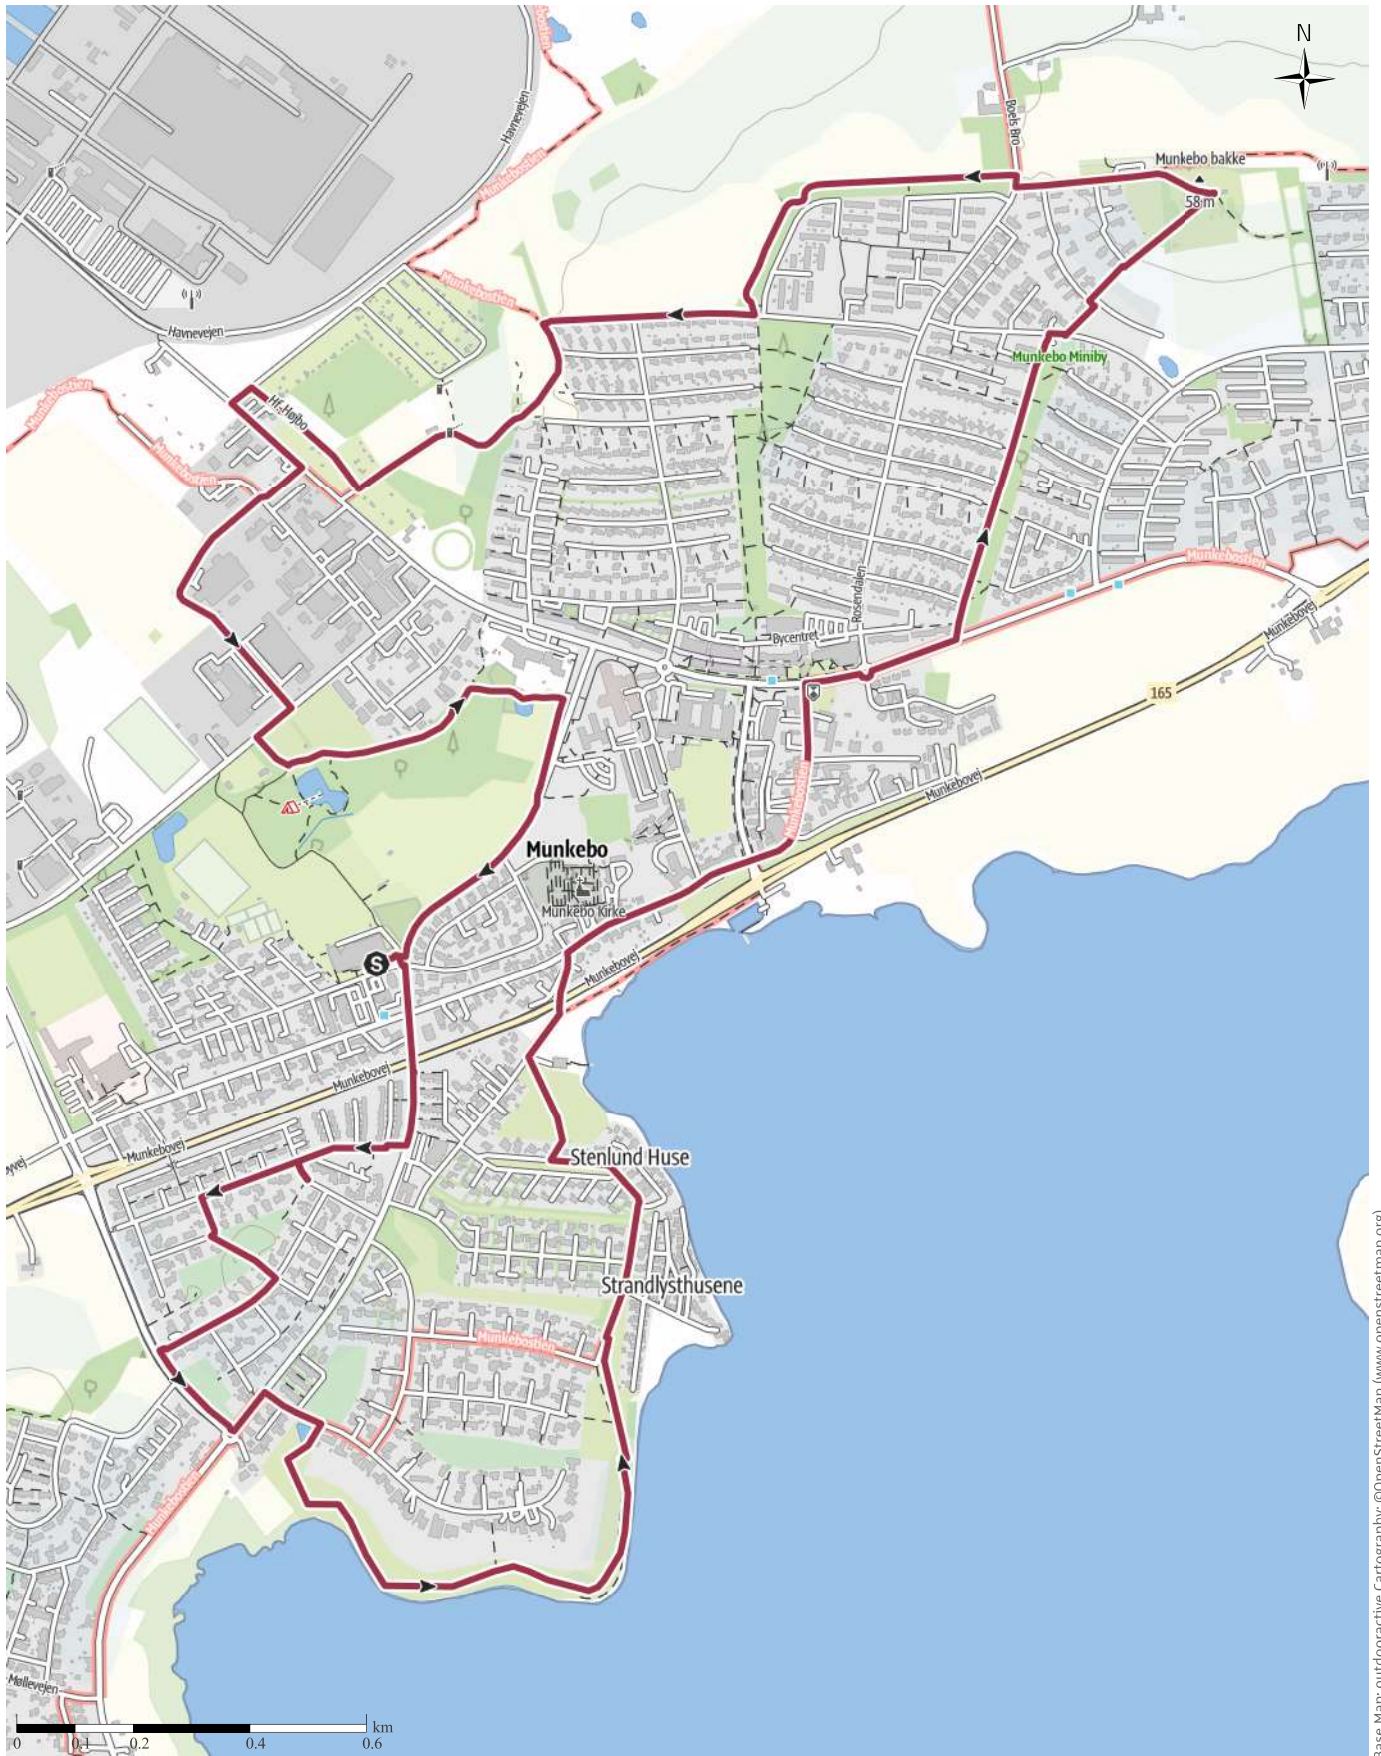 N
Munkebostien
Havnevejen
Boels Bro
Munkebostien
Munkebo bakke
58 m
Munkebostien
Havnevejen
Munkebo Miniby
Munkebostien
Hf. Højbo
Munkebostien
Munkebostien
Rosendalen
Bycentret
Munkebovej
165
Munkebovej
Munkebostien
Munkebo
Munkebo Kirke
S
Munkebovej
Munkebovej
Munkebovej
Stenlund Huse
Strandlysthusene
Munkebostien
Munkebostien
Møllevejen
km
0 0.1 0.2 0.4 0.6
Base Map: outdooractive Cartography; ©OpenStreetMap (www.openstreetmap.org)